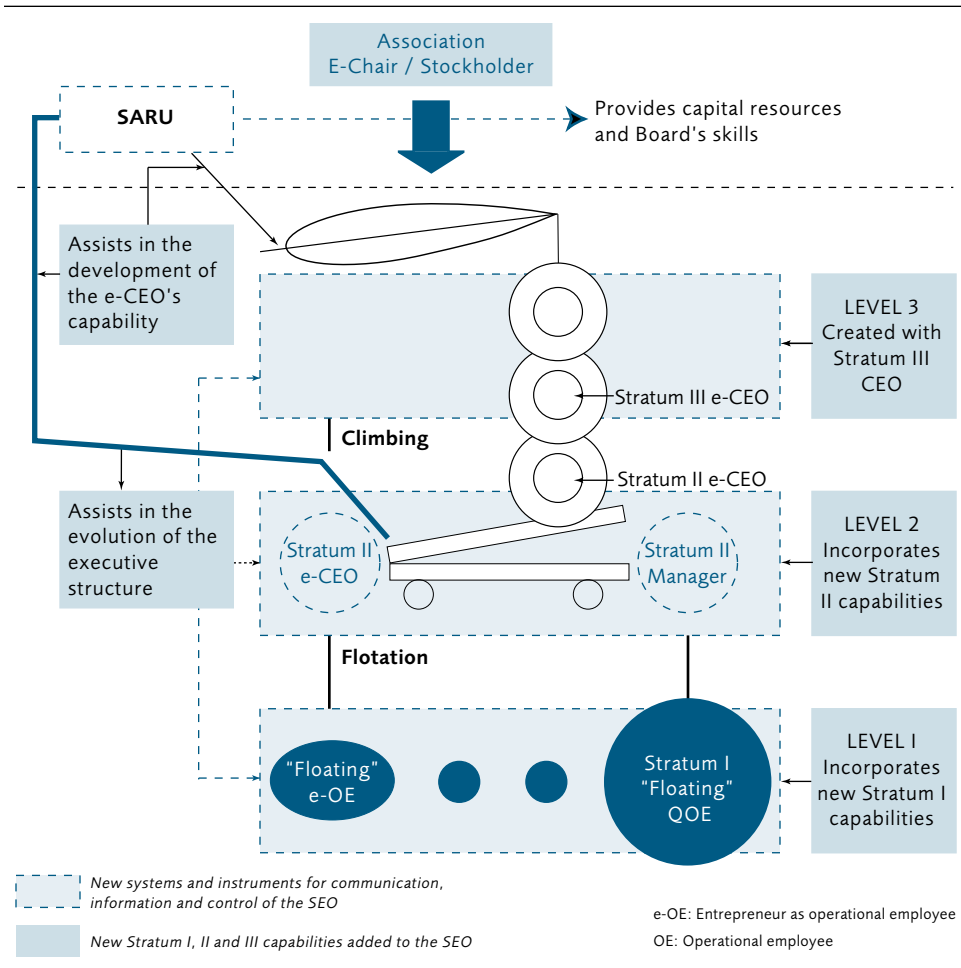 Association
E-Chair / Stockholder
SARU
Provides capital resources
and Board's skills
Assists in the
development of
the e-CEO's
capability
LEVEL 3
Created with
Stratum III
CEO
Stratum III e-CEO
Climbing
Stratum II e-CEO
Assists in the
evolution of the
executive
structure
Stratum II
e-CEO
Stratum II
Manager
LEVEL 2
Incorporates
new Stratum
II capabilities
Flotation
"Floating"
e-OE
Stratum I
"Floating"
QOE
LEVEL I
Incorporates
new Stratum I
capabilities
New systems and instruments for communication,
information and control of the SEO
New Stratum I, II and III capabilities added to the SEO
e-OE: Entrepreneur as operational employee
OE: Operational employee